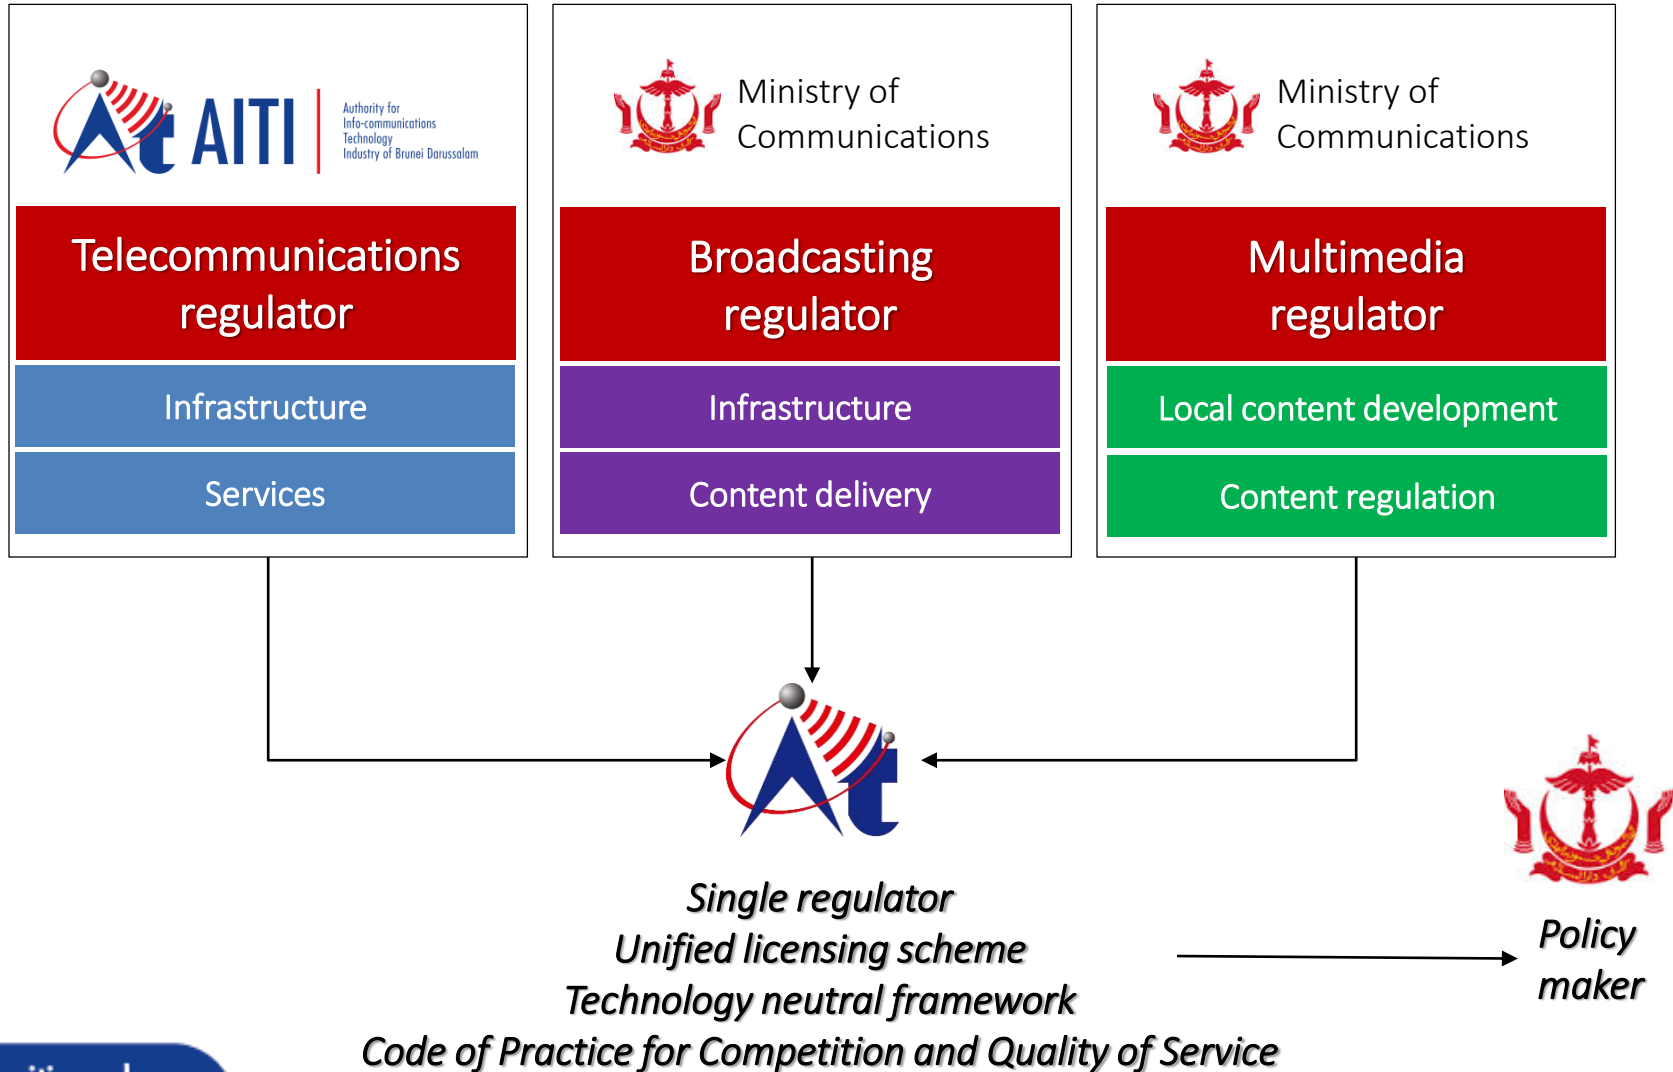 AITI
Authority for
Info-communications
Technology
Industry of Brunei Darussalam
Ministry of
Communications
Ministry of
Communications
Telecommunications
regulator
Infrastructure
Services
Broadcasting
regulator
Infrastructure
Content delivery
Multimedia
regulator
Local content development
Content regulation
Single regulator
Unified licensing scheme
Technology neutral framework
Code of Practice for Competition and Quality of Service
Policy
maker